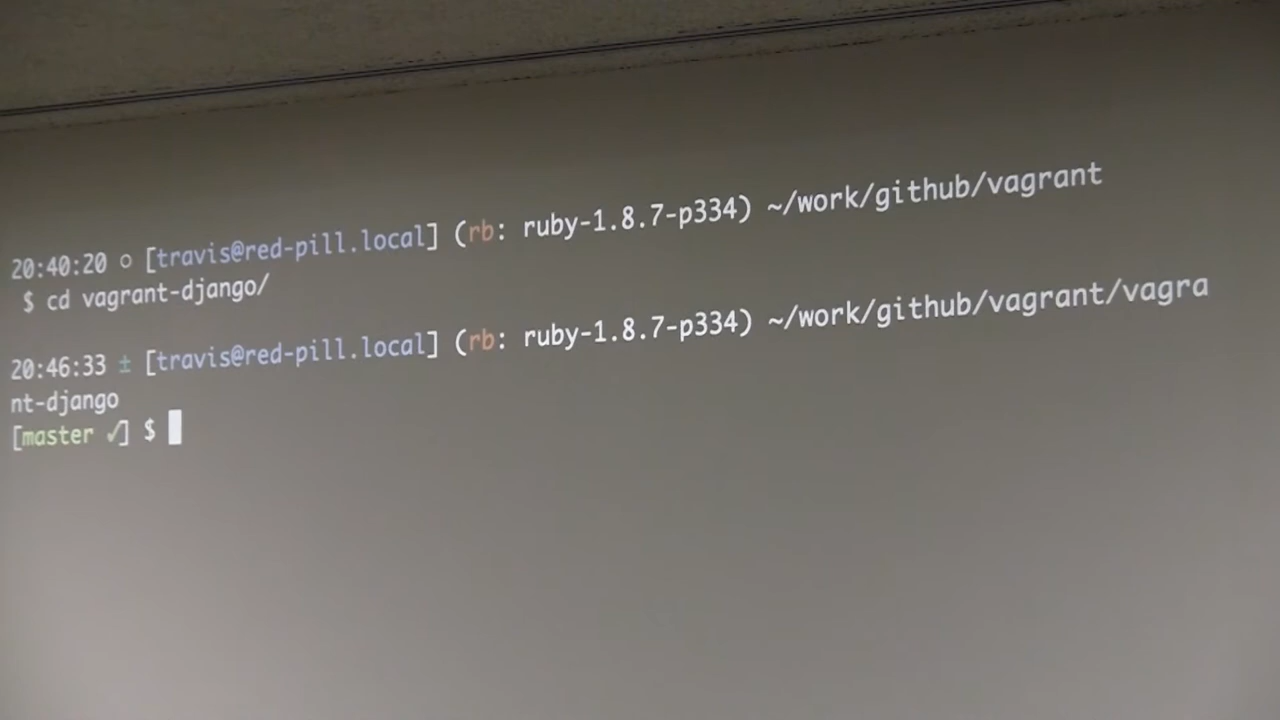 20:40:20 ○ [travis@red-pill.local] (rb: ruby-1.8.7-p334) ~/work/github/vagrant
$ cd vagrant-django/
20:46:33 ± [travis@red-pill.local] (rb: ruby-1.8.7-p334) ~/work/github/vagrant/vagra
nt-django
[master ✓] $